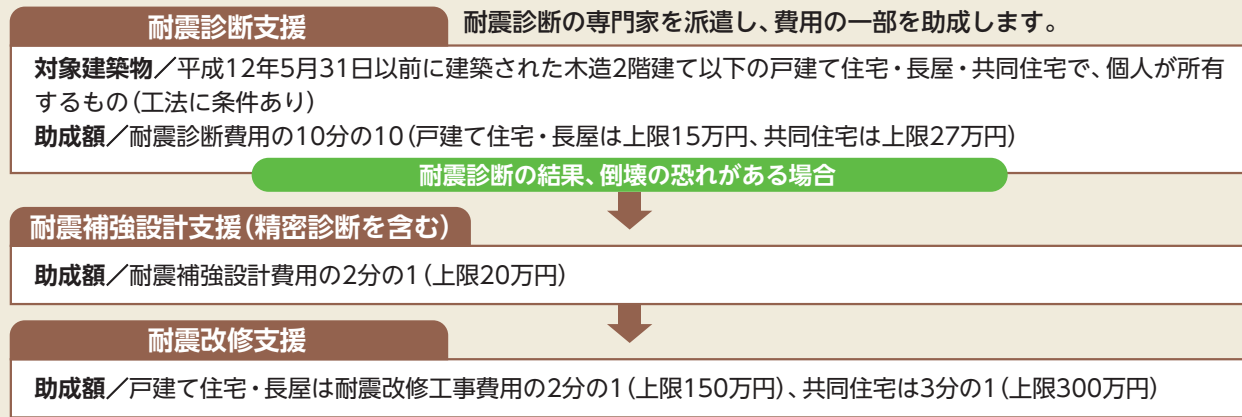 耐震診断支援
耐震診断の専門家を派遣し、費用の一部を助成します。
対象建築物／平成12年5月31日以前に建築された木造2階建て以下の戸建て住宅・長屋・共同住宅で、個人が所有
するもの（工法に条件あり）
助成額／耐震診断費用の10分の10（戸建て住宅・長屋は上限15万円、共同住宅は上限27万円）
耐震診断の結果、倒壊の恐れがある場合
耐震補強設計支援（精密診断を含む）
助成額／耐震補強設計費用の2分の1（上限20万円）
耐震改修支援
助成額／戸建て住宅・長屋は耐震改修工事費用の2分の1（上限150万円）、共同住宅は3分の1（上限300万円）